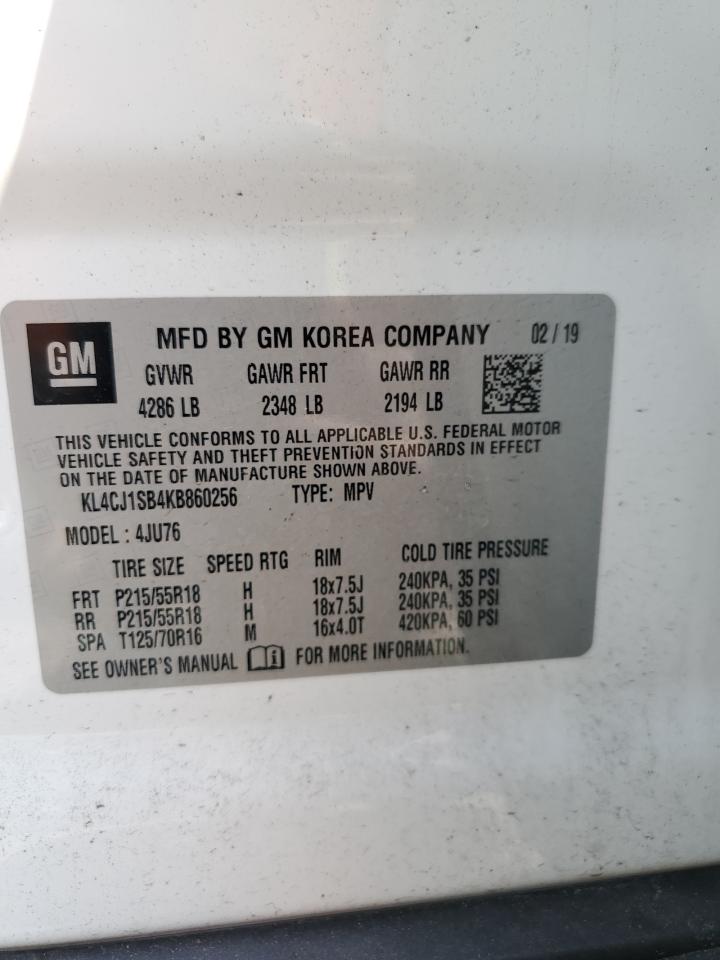 GM
MFD BY GM KOREA COMPANY 02 / 19
GVWR GAWR FRT GAWR RR
4286 LB 2348 LB 2194 LB
THIS VEHICLE CONFORMS TO ALL APPLICABLE U.S. FEDERAL MOTOR
VEHICLE SAFETY AND THEFT PREVENTION STANDARDS IN EFFECT
ON THE DATE OF MANUFACTURE SHOWN ABOVE.
KL4CJ1SB4KB860256 TYPE: MPV
MODEL : 4JU76
TIRE SIZE SPEED RTG RIM COLD TIRE PRESSURE
FRT P215/55R18 H 18x7.5J 240KPA, 35 PSI
RR P215/55R18 H 18x7.5J 240KPA, 35 PSI
SPA T125/70R16 M 16x4.0T 420KPA, 60 PSI
SEE OWNER'S MANUAL i FOR MORE INFORMATION.